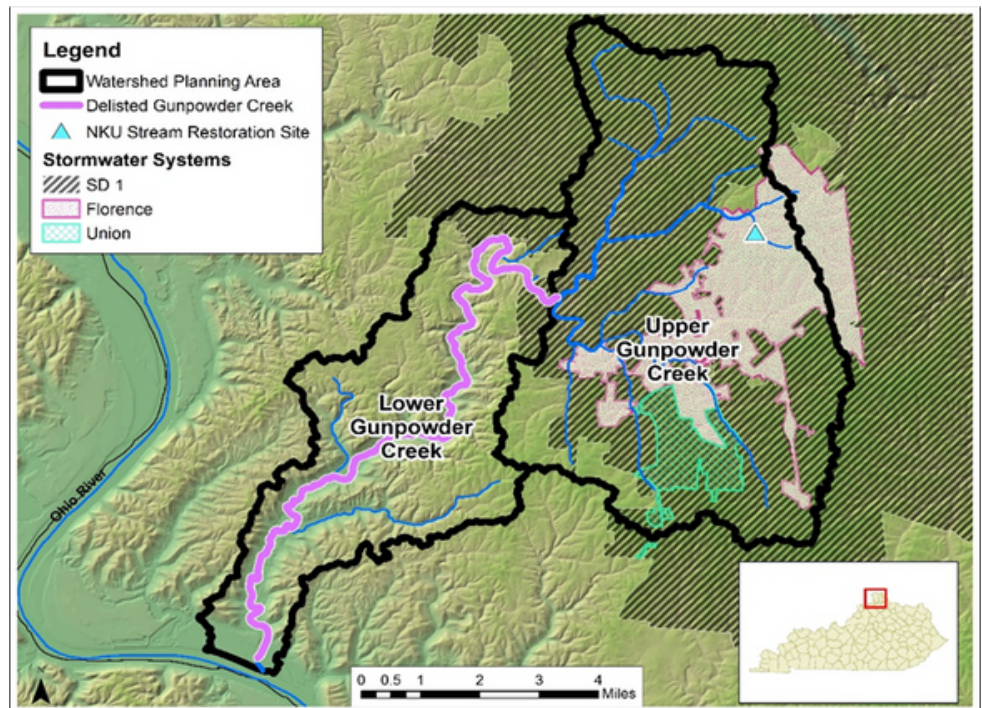 Legend
Watershed Planning Area
Delisted Gunpowder Creek
NKU Stream Restoration Site
Stormwater Systems
SD 1
Florence
Union
Upper
Gunpowder
Creek
Lower
Gunpowder
Creek
Ohio River
0 0.5 1 2 3 4
Miles